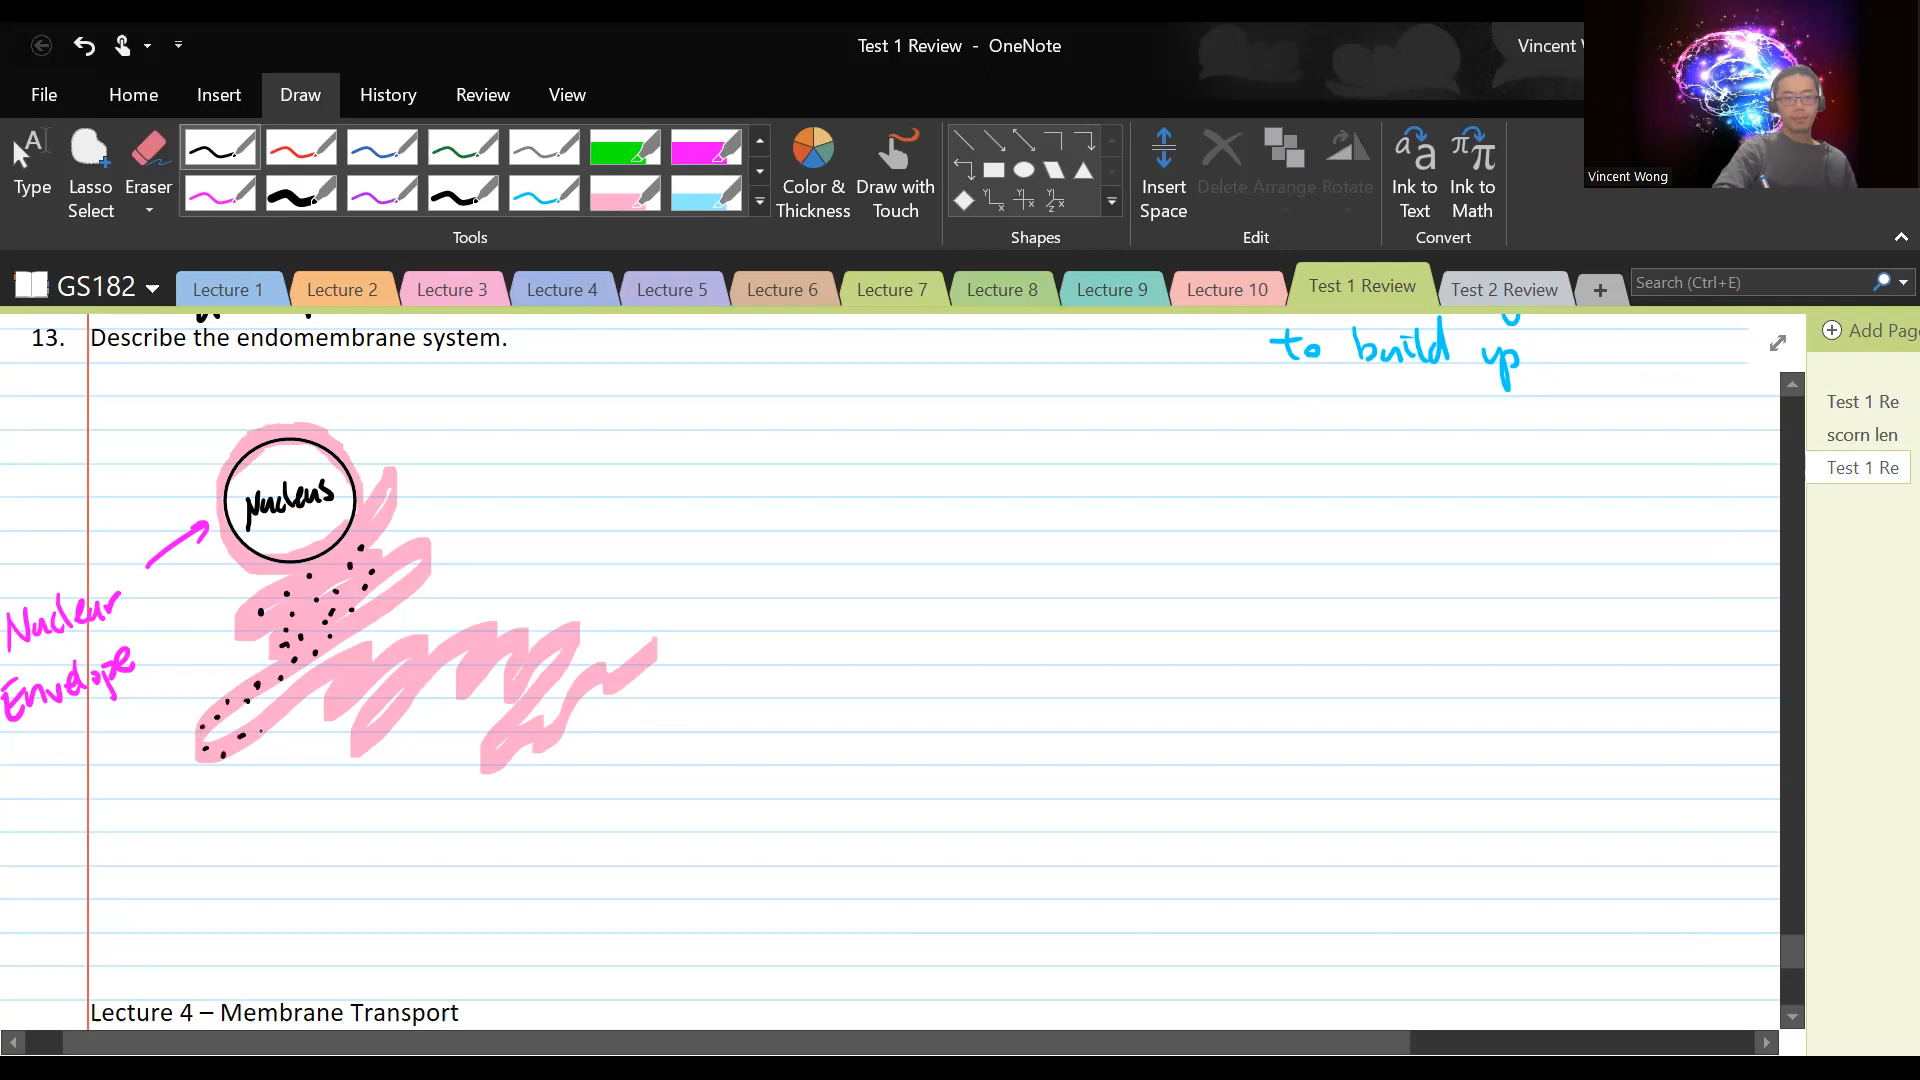 Test 1 Review - OneNote
Vincent W
File Home Insert Draw History Review View
Type
Lasso Select
Eraser
Color & Thickness
Draw with Touch
Insert Space
Delete
Arrange
Rotate
Ink to Text
Ink to Math
Tools
Shapes
Edit
Convert
Vincent Wong
GS182
Lecture 1
Lecture 2
Lecture 3
Lecture 4
Lecture 5
Lecture 6
Lecture 7
Lecture 8
Lecture 9
Lecture 10
Test 1 Review
Test 2 Review
Search (Ctrl+E)
Add Pag
Test 1 Re
scorn len
Test 1 Re
to build up
13. Describe the endomembrane system.
Nucleus
Nuclear
Envelope
Lecture 4 – Membrane Transport